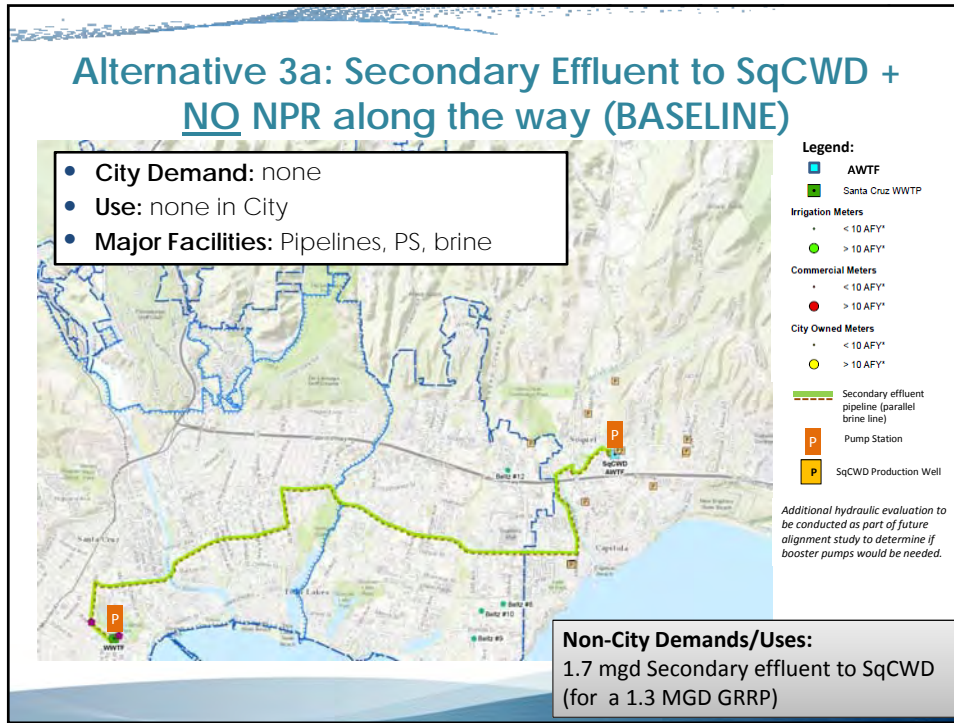 Alternative 3a: Secondary Effluent to SqCWD +
NO NPR along the way (BASELINE)
• City Demand: none
• Use: none in City
• Major Facilities: Pipelines, PS, brine
Legend:
AWTF
Santa Cruz WWTP
Irrigation Meters
< 10 AFY*
> 10 AFY*
Commercial Meters
< 10 AFY*
> 10 AFY*
City Owned Meters
< 10 AFY*
> 10 AFY*
Secondary effluent
pipeline (parallel
brine line)
P
Pump Station
P
SqCWD Production Well
Additional hydraulic evaluation to
be conducted as part of future
alignment study to determine if
booster pumps would be needed.
P
Soquel
SqCWD
AWTF
Beltz #12
Santa Cruz
Capitola
Twin Lakes
Beltz #8
Beltz #10
Beltz #9
P
WWTF
Non-City Demands/Uses:
1.7 mgd Secondary effluent to SqCWD
(for a 1.3 MGD GRRP)